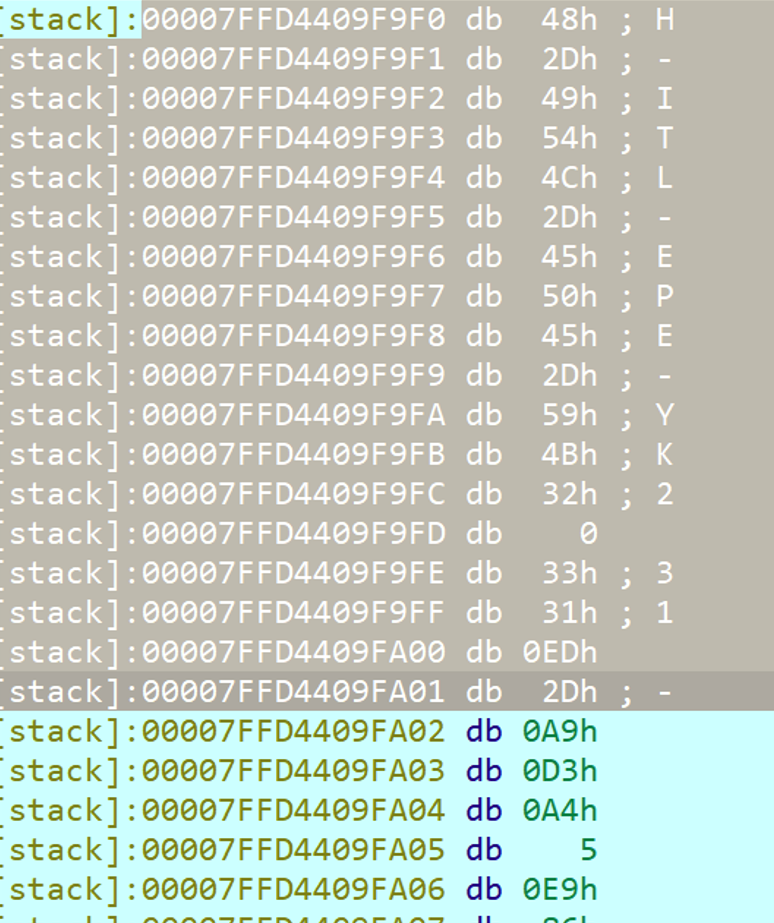 [stack]:00007FFD4409F9F0 db 48h ; H
[stack]:00007FFD4409F9F1 db 2Dh ; -
[stack]:00007FFD4409F9F2 db 49h ; I
[stack]:00007FFD4409F9F3 db 54h ; T
[stack]:00007FFD4409F9F4 db 4Ch ; L
[stack]:00007FFD4409F9F5 db 2Dh ; -
[stack]:00007FFD4409F9F6 db 45h ; E
[stack]:00007FFD4409F9F7 db 50h ; P
[stack]:00007FFD4409F9F8 db 45h ; E
[stack]:00007FFD4409F9F9 db 2Dh ; -
[stack]:00007FFD4409F9FA db 59h ; Y
[stack]:00007FFD4409F9FB db 4Bh ; K
[stack]:00007FFD4409F9FC db 32h ; 2
[stack]:00007FFD4409F9FD db 0
[stack]:00007FFD4409F9FE db 33h ; 3
[stack]:00007FFD4409F9FF db 31h ; 1
[stack]:00007FFD4409FA00 db 0EDh
[stack]:00007FFD4409FA01 db 2Dh ; -
[stack]:00007FFD4409FA02 db 0A9h
[stack]:00007FFD4409FA03 db 0D3h
[stack]:00007FFD4409FA04 db 0A4h
[stack]:00007FFD4409FA05 db 5
[stack]:00007FFD4409FA06 db 0E9h